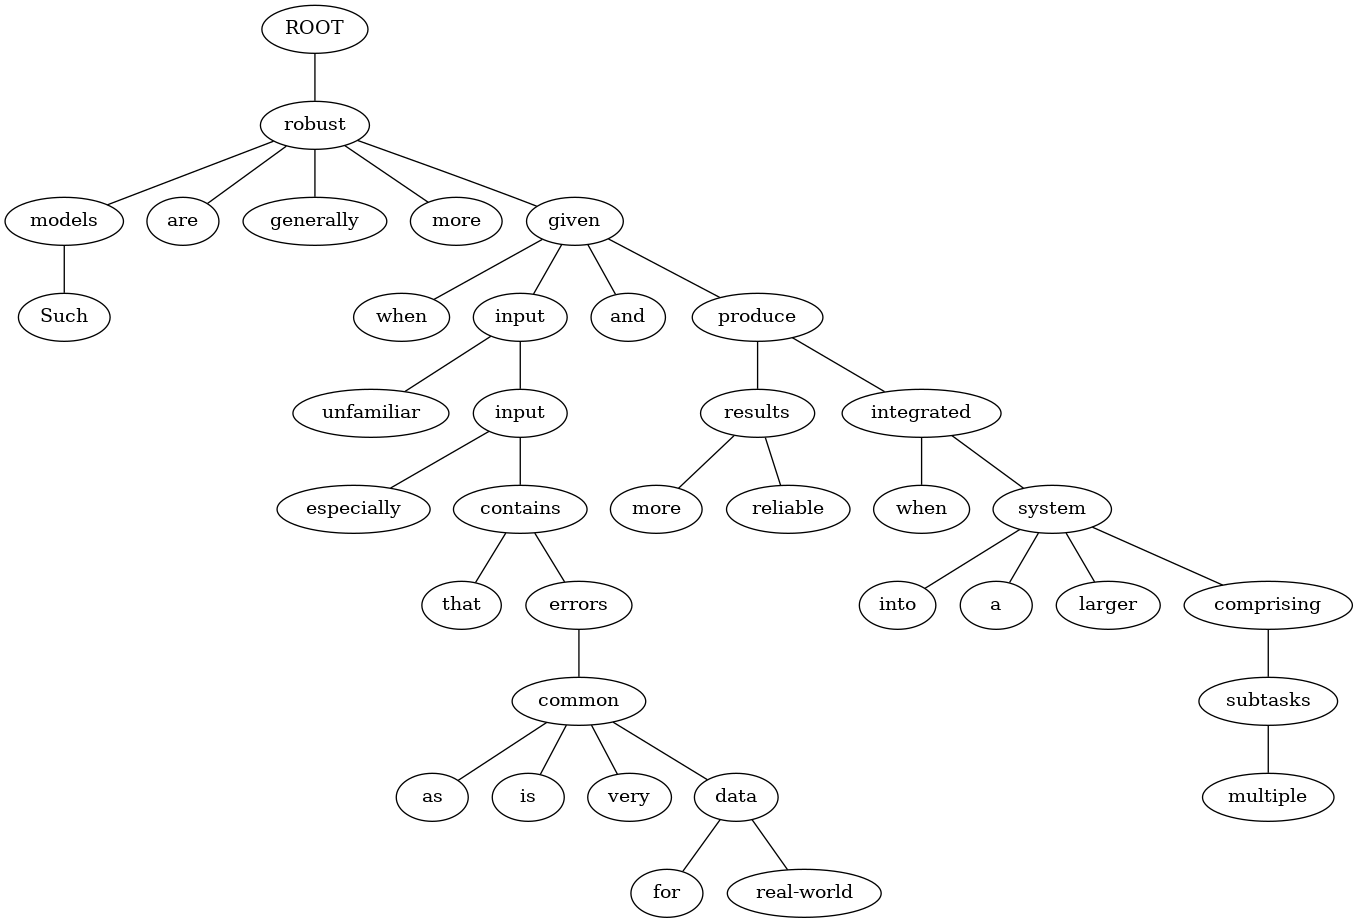 ROOT
robust
models are generally more given
Such when input and produce
unfamiliar input results integrated
especially contains more reliable when system
that errors into a larger comprising
common subtasks
as is very data multiple
for real-world